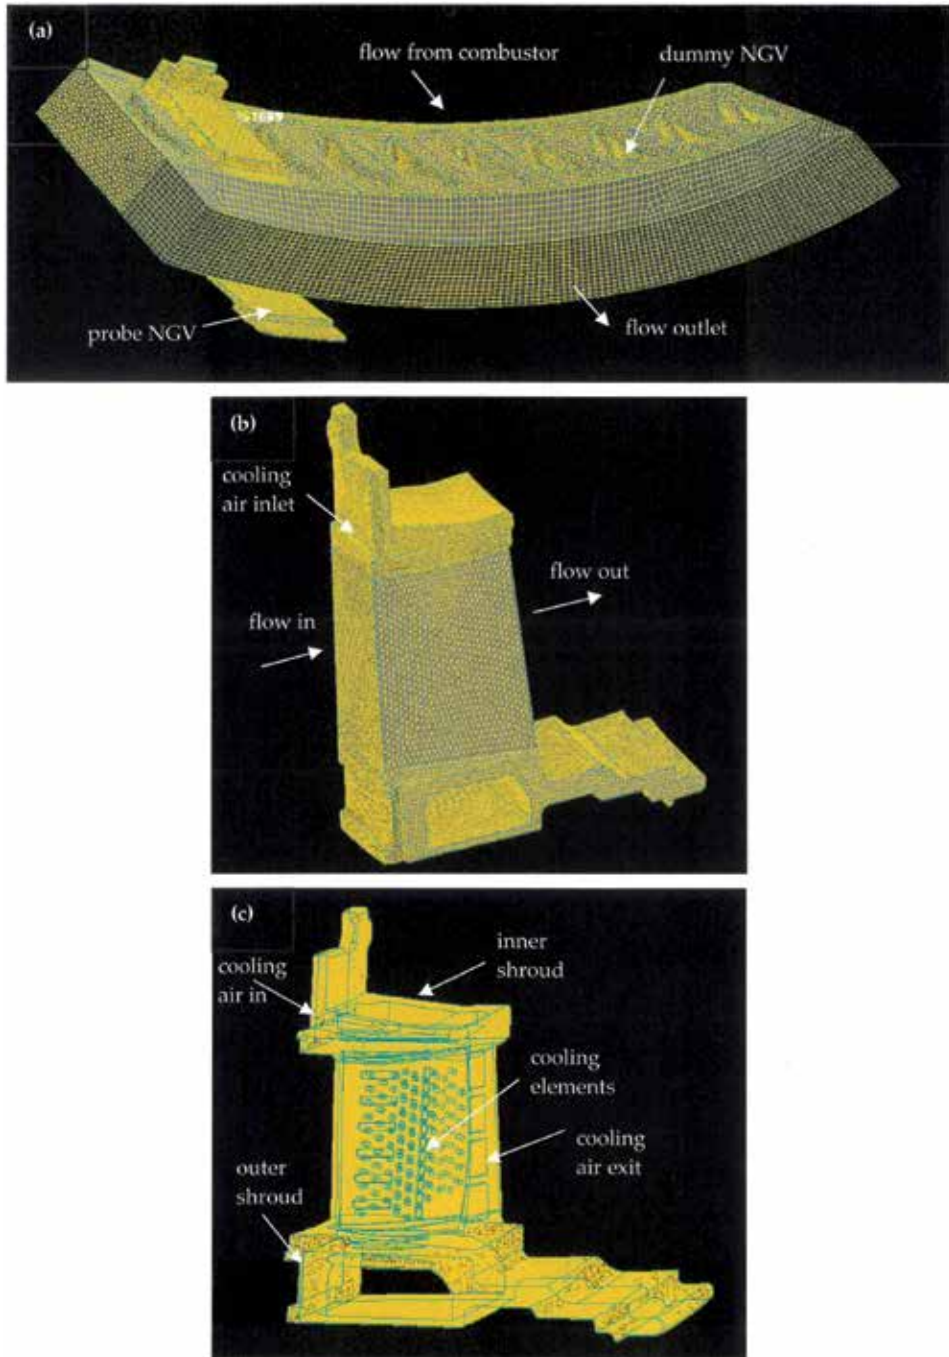 (a)
flow from combustor
dummy NGV
probe NGV
flow outlet
(b)
cooling
air inlet
flow out
flow in
(c)
inner
shroud
cooling
air in
cooling
elements
cooling
air exit
outer
shroud